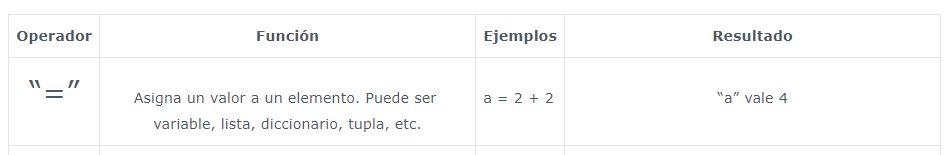 Operador Función Ejemplos Resultado
“=”
Asigna un valor a un elemento. Puede ser
variable, lista, diccionario, tupla, etc.
a = 2 + 2
“a” vale 4